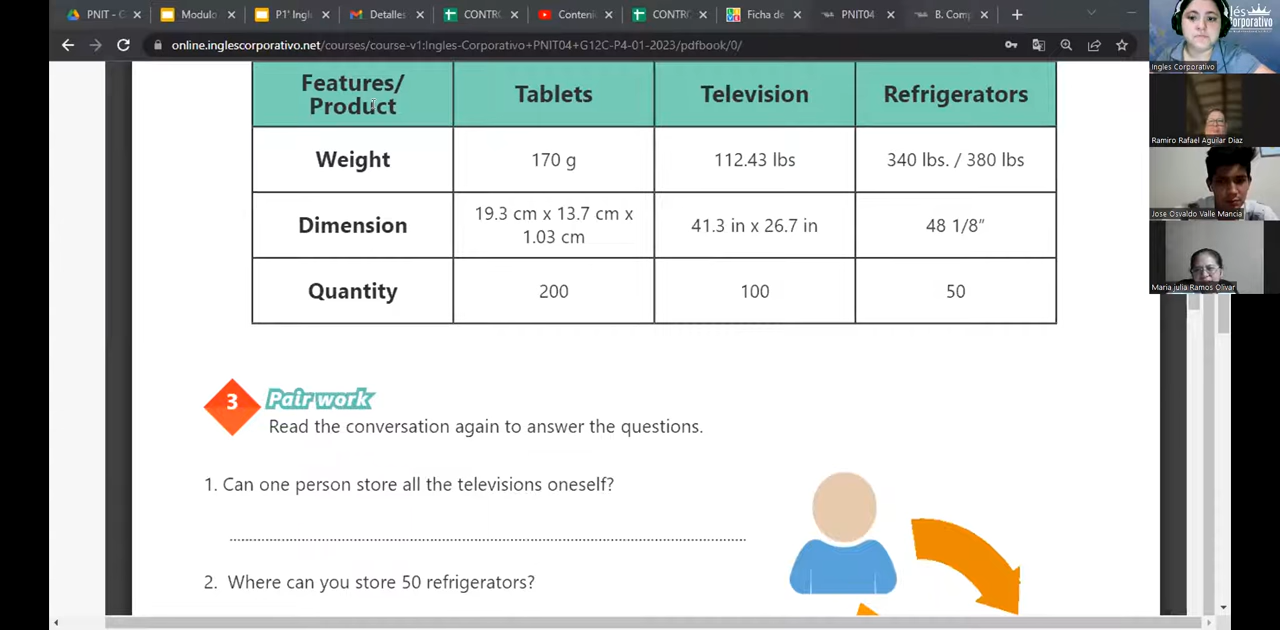 PNIT - G
Modulo
P1' Ingl
Detalles
CONTRO
Conteni
CONTRO
Ficha de
PNIT04
B. Comp
online.inglescorporativo.net/courses/course-v1:Ingles-Corporativo+PNIT04+G12C-P4-01-2023/pdfbook/0/
Ingles Corporativo
Ramiro Rafael Aguilar Diaz
Jose Osvaldo Valle Mancia
Maria julia Ramos Olivar
Features/ Tablets Television Refrigerators
Product
Weight 170 g 112.43 lbs 340 lbs. / 380 lbs
Dimension 19.3 cm x 13.7 cm x 41.3 in x 26.7 in 48 1/8”
1.03 cm
Quantity 200 100 50
3 Pair work
Read the conversation again to answer the questions.
1. Can one person store all the televisions oneself?
2. Where can you store 50 refrigerators?